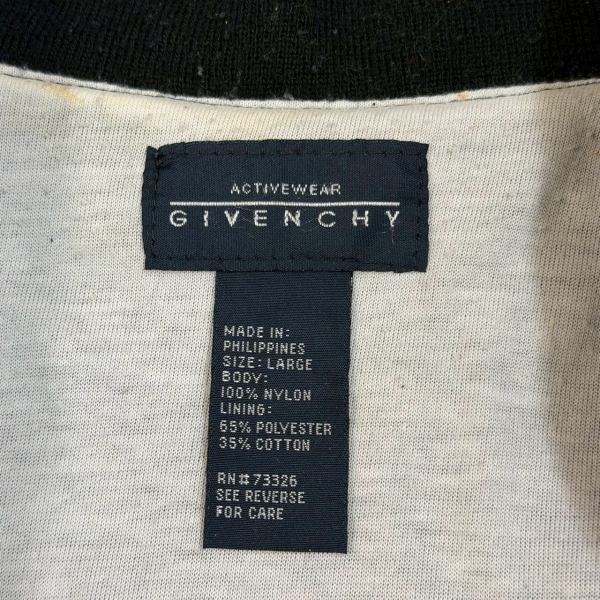 ACTIVEWEAR
GIVENCHY
MADE IN:
PHILIPPINES
SIZE: LARGE
BODY:
100% NYLON
LINING:
65% POLYESTER
35% COTTON
RN#73326
SEE REVERSE
FOR CARE